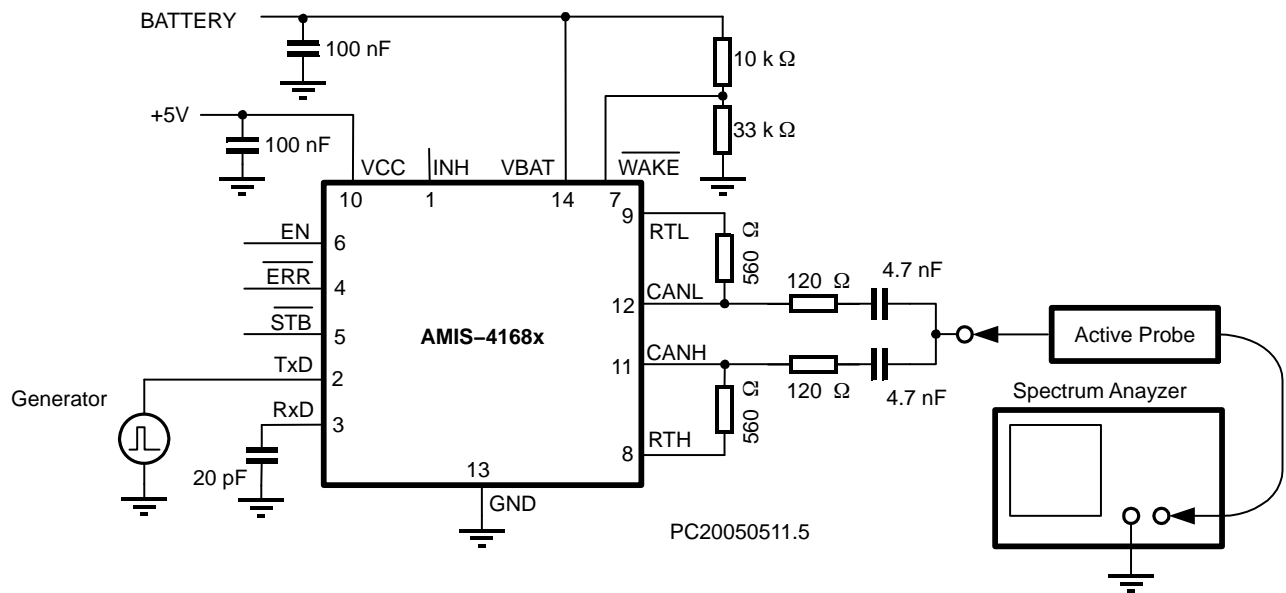 BATTERY
100 nF
10 k Ω
+5V
100 nF
33 k Ω
VCC
INH
VBAT
WAKE
10
1
14
7
9
RTL
560 Ω
EN
6
ERR
4
STB
5
TxD
2
RxD
3
20 pF
Generator
AMIS−4168x
12
CANL
120 Ω
4.7 nF
11
CANH
120 Ω
4.7 nF
560 Ω
8
RTH
13
GND
Active Probe
Spectrum Anayzer
PC20050511.5